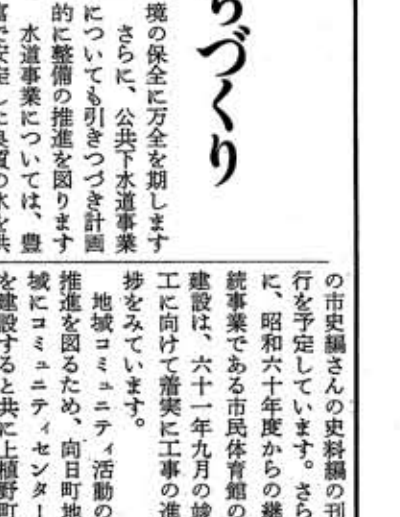 づくり
境の保全に万全を期します
さらに、公共下水道事業
についても引きつづき計画
的に整備の推進を図ります
水道事業については、豊
の市史編さんの史料編の刊
行を予定しています。さら
に、昭和六十年度からの継
続事業である市民体育館の
建設は、六十一年九月の竣
工に向けて着実に工事の進
捗をみています。
地域コミュニティ活動の
推進を図るため、向日町地
域にコミュニティセンター
を建設すると共に上植野町